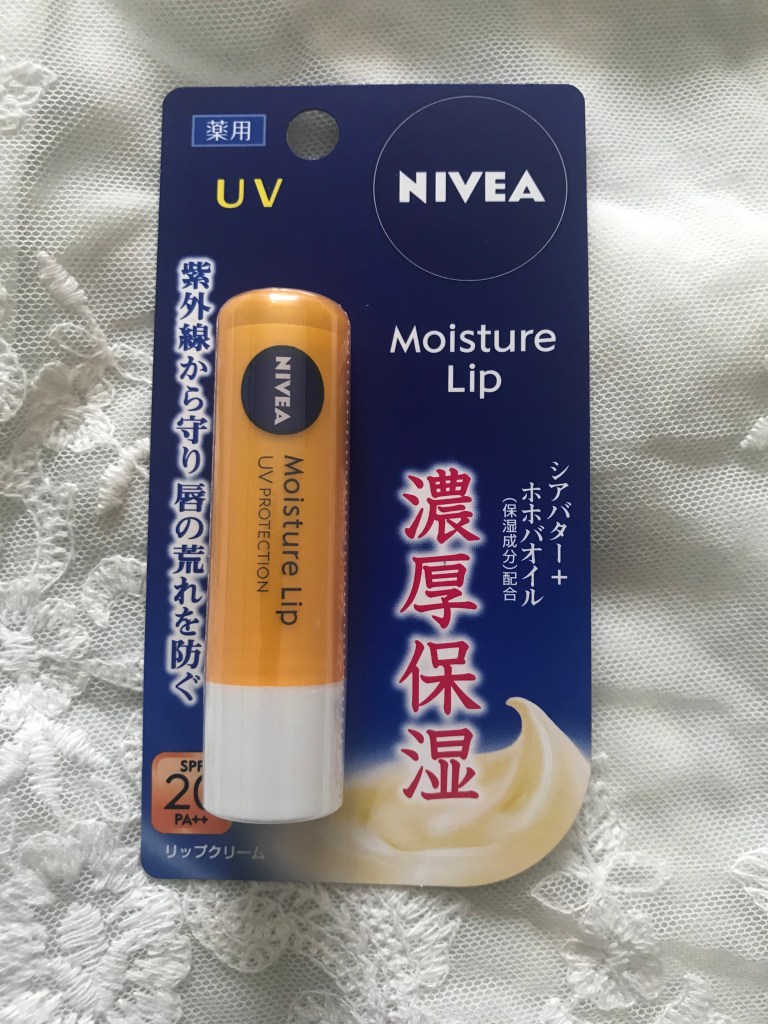 薬用
UV
NIVEA
Moisture
Lip
紫外線から守り 唇の荒れを防ぐ
NIVEA
Moisture Lip
UV PROTECTION
シアバター+
ホホバオイル
(保湿成分)配合
濃厚保湿
SPF
20
PA++
リップクリーム